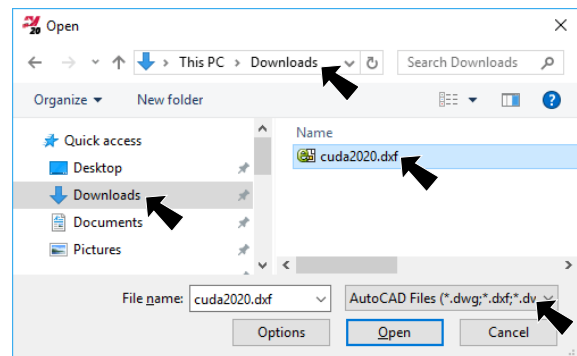 20 Open
This PC > Downloads
Search Downloads
Organize
New folder
?
Quick access
Desktop
Downloads
Documents
Pictures
Name
cuda2020.dxf
File name: cuda2020.dxf
AutoCAD Files (*.dwg;*.dxf;*.dw
Options
Open
Cancel